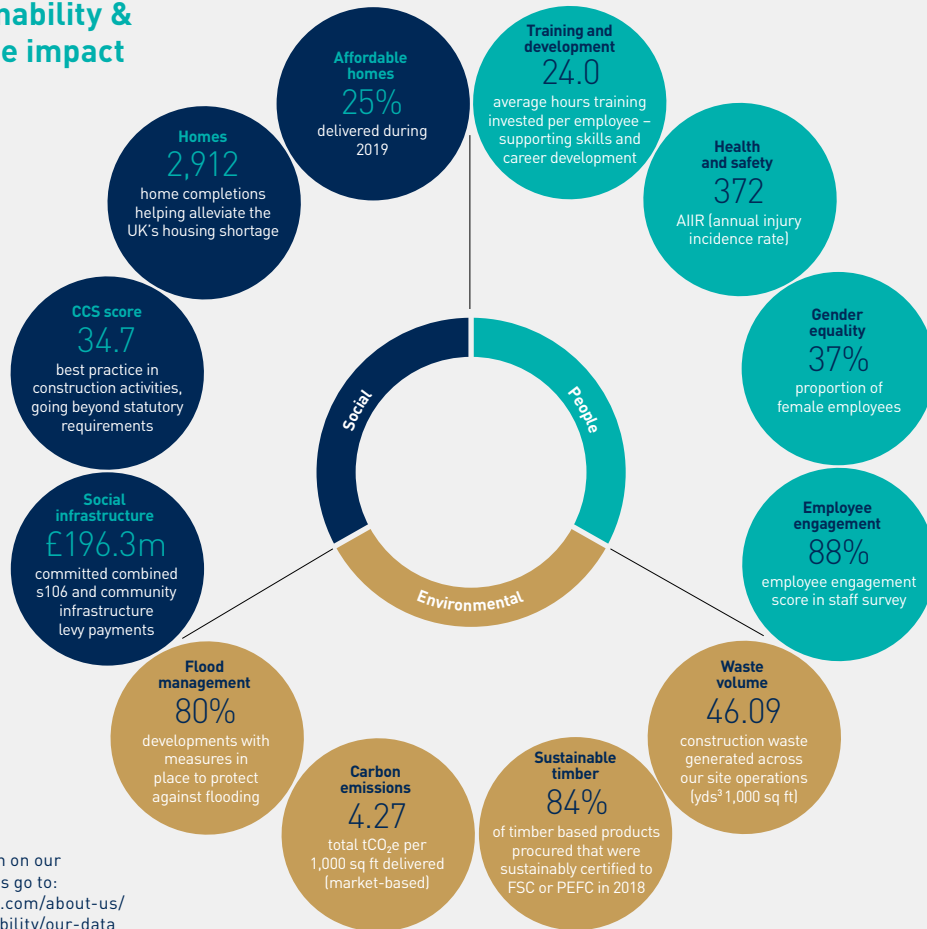 nability &
e impact
Affordable
homes
25%
delivered during
2019
Training and
development
24.0
average hours training
invested per employee –
supporting skills and
career development
Homes
2,912
home completions
helping alleviate the
UK's housing shortage
Health
and safety
372
AIIR (annual injury
incidence rate)
CCS score
34.7
best practice in
construction activities,
going beyond statutory
requirements
Gender
equality
37%
proportion of
female employees
Social
People
Environmental
Social
infrastructure
£196.3m
committed combined
s106 and community
infrastructure
levy payments
Employee
engagement
88%
employee engagement
score in staff survey
Flood
management
80%
developments with
measures in
place to protect
against flooding
Carbon
emissions
4.27
total tCO₂e per
1,000 sq ft delivered
(market-based)
Sustainable
timber
84%
of timber based products
procured that were
sustainably certified to
FSC or PEFC in 2018
Waste
volume
46.09
construction waste
generated across
our site operations
(yds³ 1,000 sq ft)
n on our
s go to:
.com/about-us/
bility/our-data